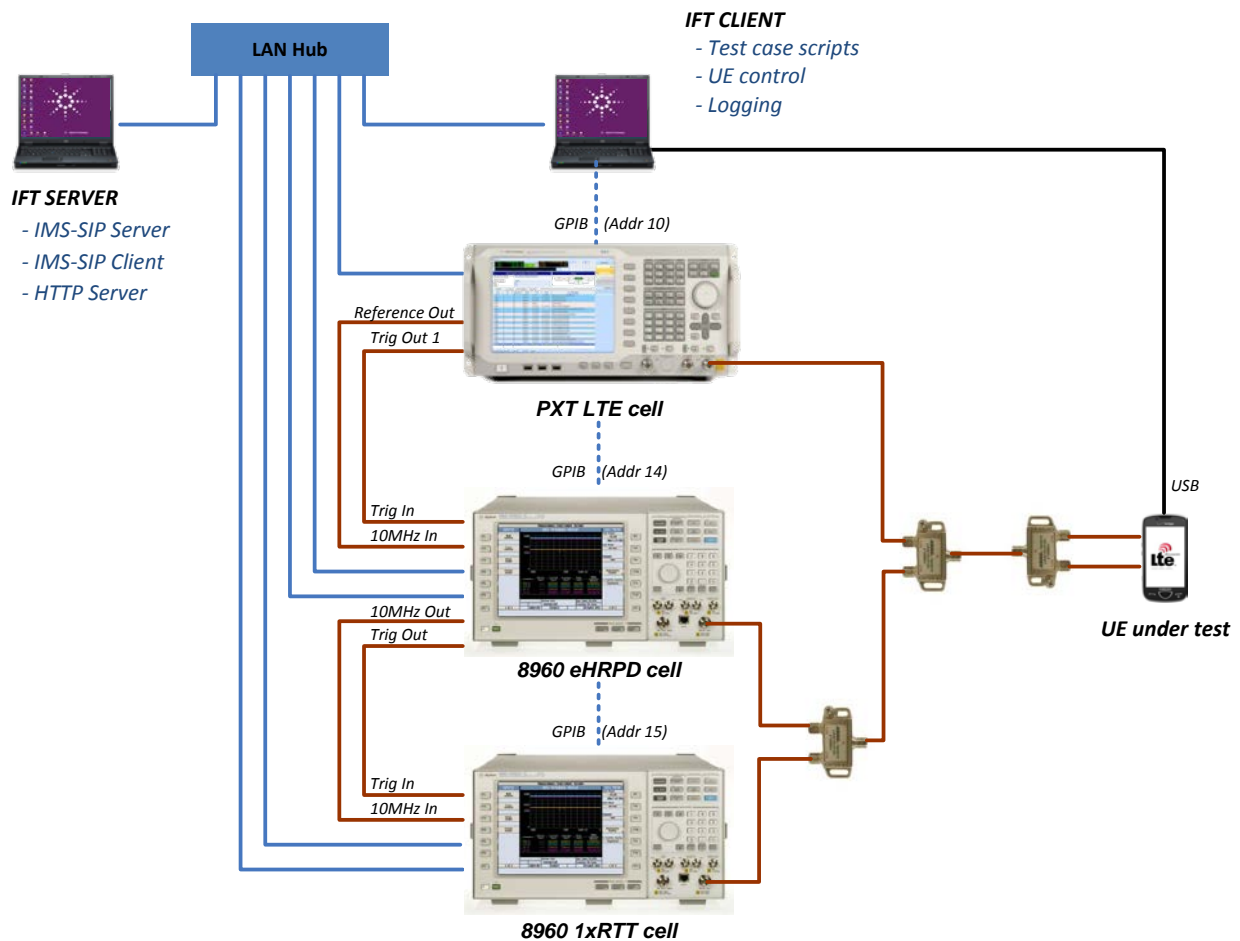 IFT CLIENT
- Test case scripts
- UE control
- Logging
LAN Hub
IFT SERVER
- IMS-SIP Server
- IMS-SIP Client
- HTTP Server
GPIB (Addr 10)
Reference Out
Trig Out 1
PXT LTE cell
GPIB (Addr 14)
USB
Trig In
10MHz In
Lte
UE under test
10MHz Out
Trig Out
8960 eHRPD cell
GPIB (Addr 15)
Trig In
10MHz In
8960 1xRTT cell